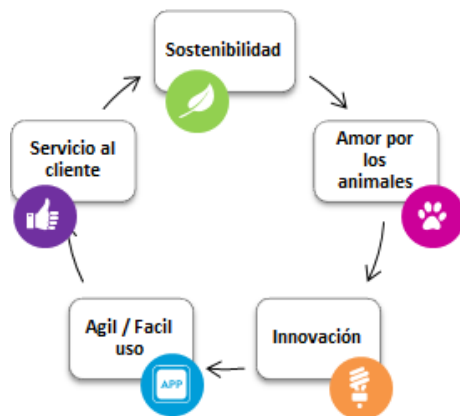 Sostenibilidad
Amor por
los
animales
Innovación
Agil / Facil
uso
APP
Servicio al
cliente